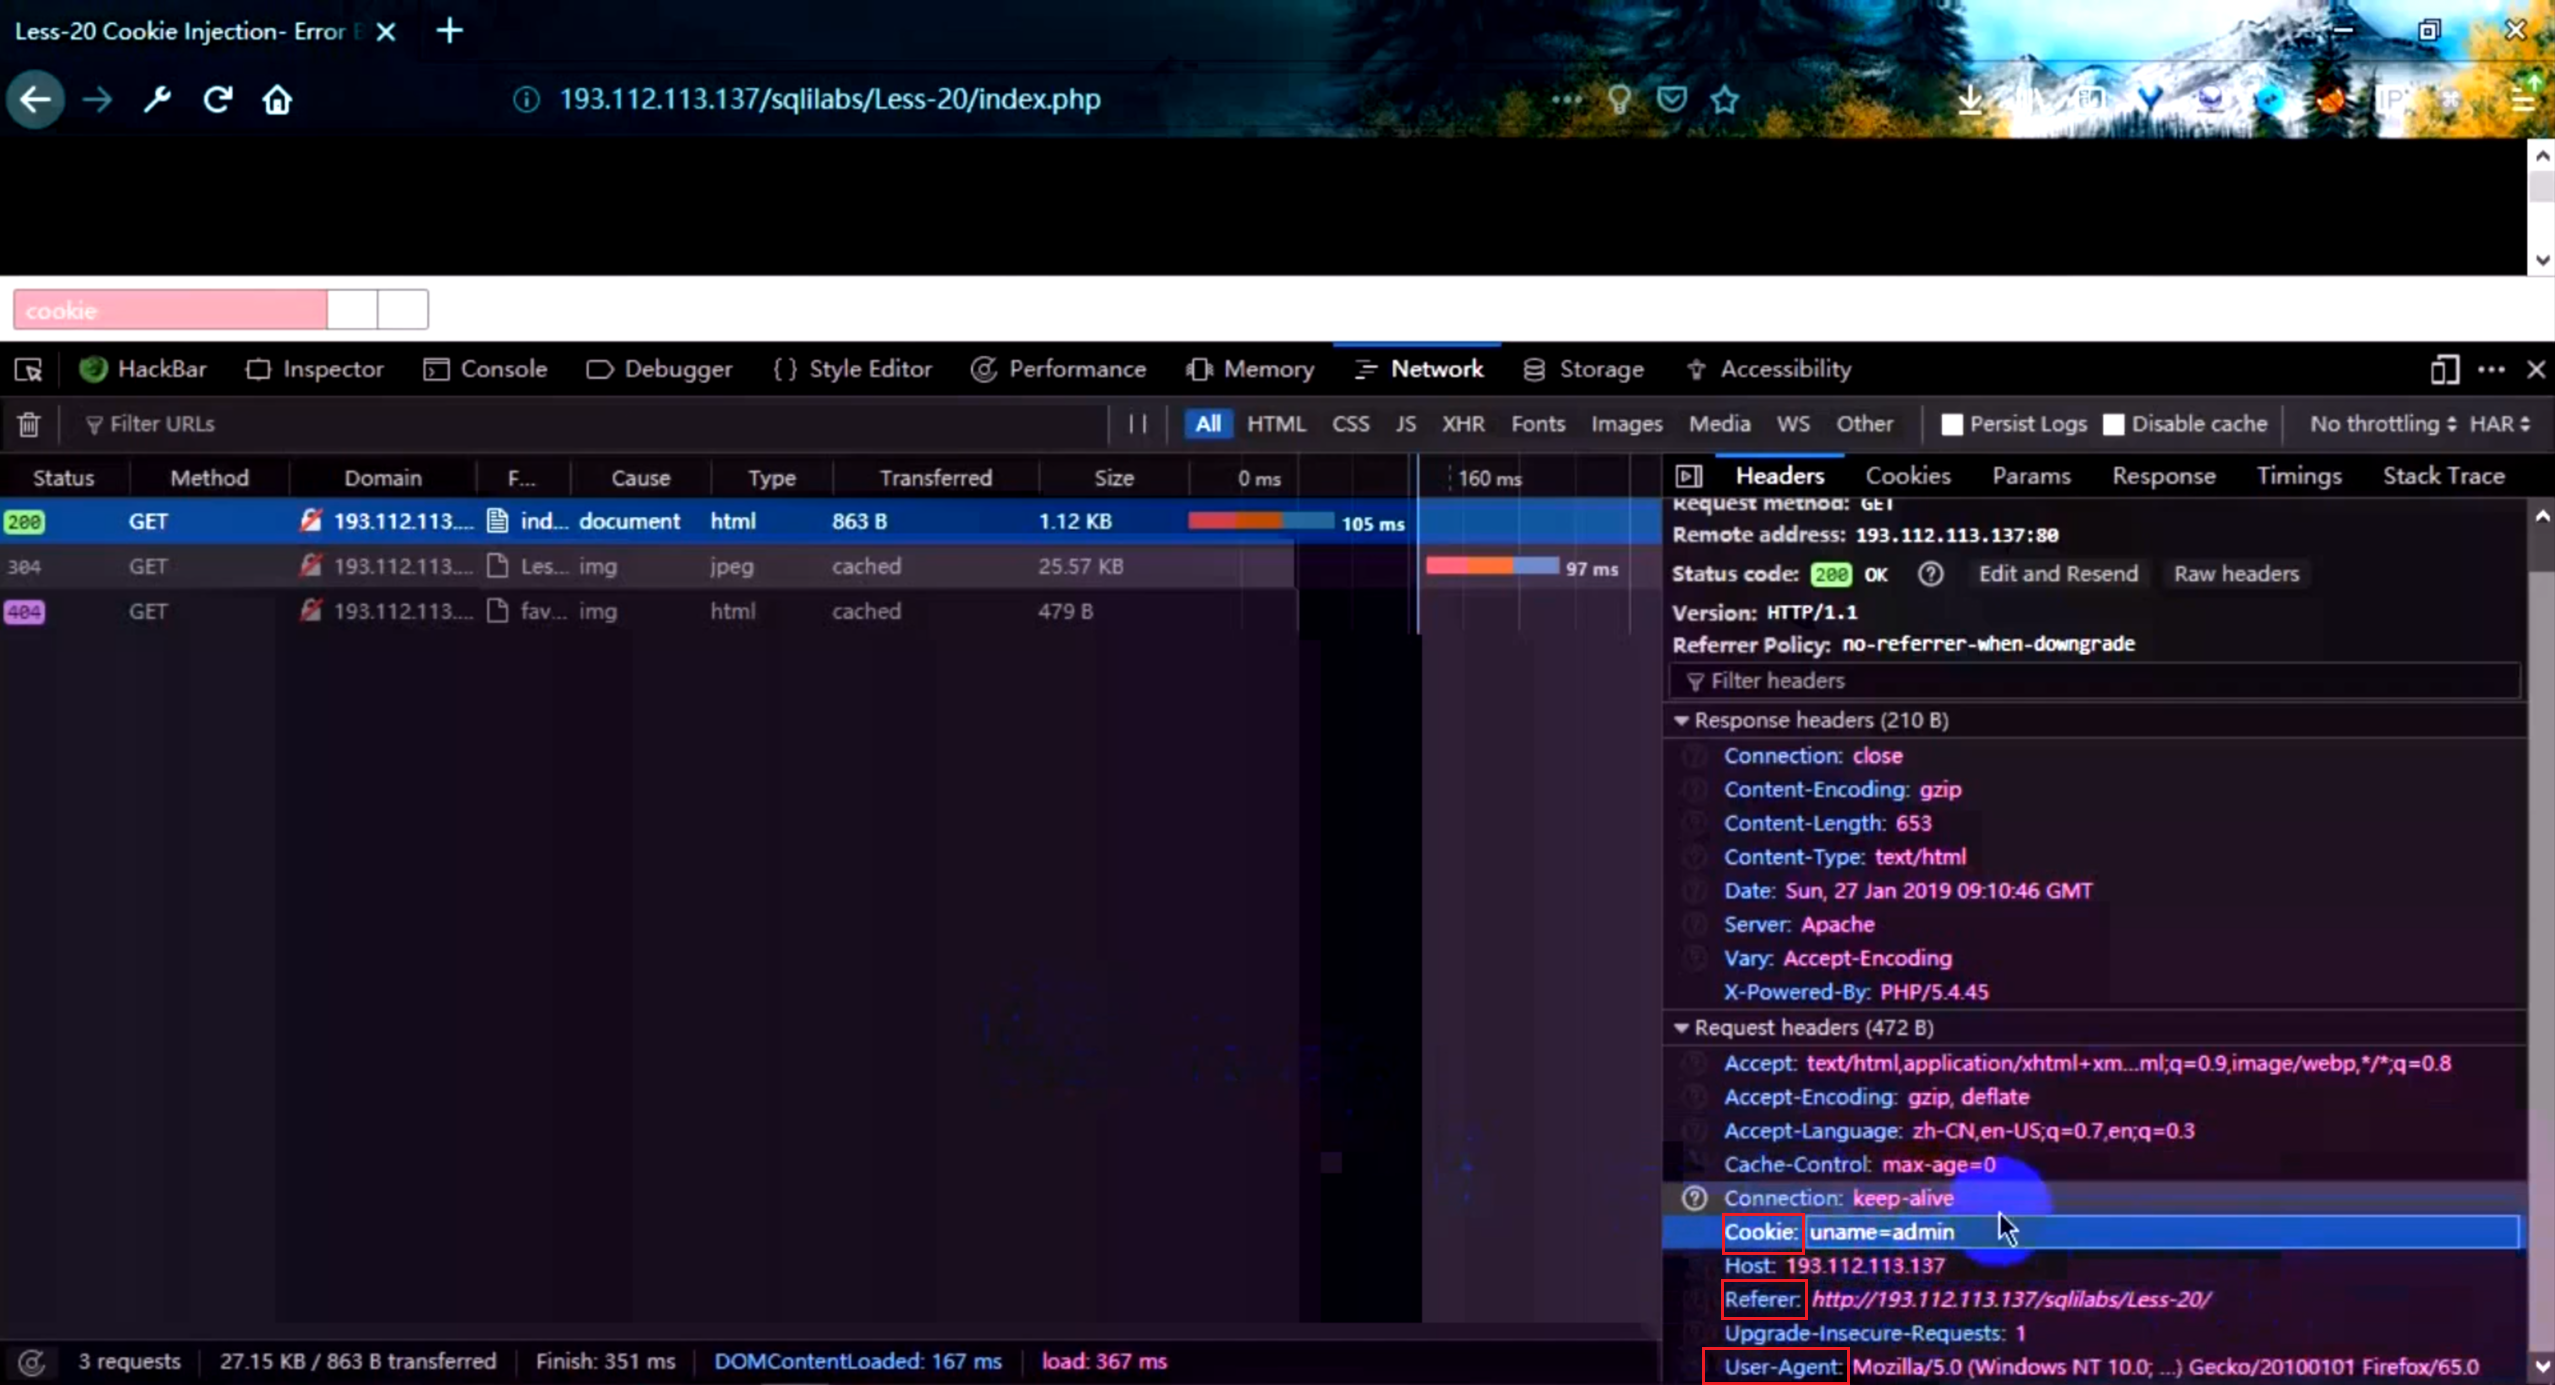 Less-20 Cookie Injection- Error
193.112.113.137/sqlilabs/Less-20/index.php
cookie
HackBar Inspector Console Debugger { } Style Editor Performance Memory Network Storage Accessibility
Filter URLs All HTML CSS JS XHR Fonts Images Media WS Other Persist Logs Disable cache No throttling HAR
Status Method Domain F... Cause Type Transferred Size 0 ms 160 ms
200 GET 193.112.113.... ind... document html 863 B 1.12 KB 105 ms
304 GET 193.112.113.... Les... img jpeg cached 25.57 KB 97 ms
404 GET 193.112.113.... fav... img html cached 479 B
Headers Cookies Params Response Timings Stack Trace
Request method: GET
Remote address: 193.112.113.137:80
Status code: 200 OK Edit and Resend Raw headers
Version: HTTP/1.1
Referrer Policy: no-referrer-when-downgrade
Filter headers
Response headers (210 B)
Connection: close
Content-Encoding: gzip
Content-Length: 653
Content-Type: text/html
Date: Sun, 27 Jan 2019 09:10:46 GMT
Server: Apache
Vary: Accept-Encoding
X-Powered-By: PHP/5.4.45
Request headers (472 B)
Accept: text/html,application/xhtml+xm...ml;q=0.9,image/webp,*/*;q=0.8
Accept-Encoding: gzip, deflate
Accept-Language: zh-CN,en-US;q=0.7,en;q=0.3
Cache-Control: max-age=0
Connection: keep-alive
Cookie: uname=admin
Host: 193.112.113.137
Referer: http://193.112.113.137/sqlilabs/Less-20/
Upgrade-Insecure-Requests: 1
User-Agent: Mozilla/5.0 (Windows NT 10.0; ...) Gecko/20100101 Firefox/65.0
3 requests 27.15 KB / 863 B transferred Finish: 351 ms DOMContentLoaded: 167 ms load: 367 ms